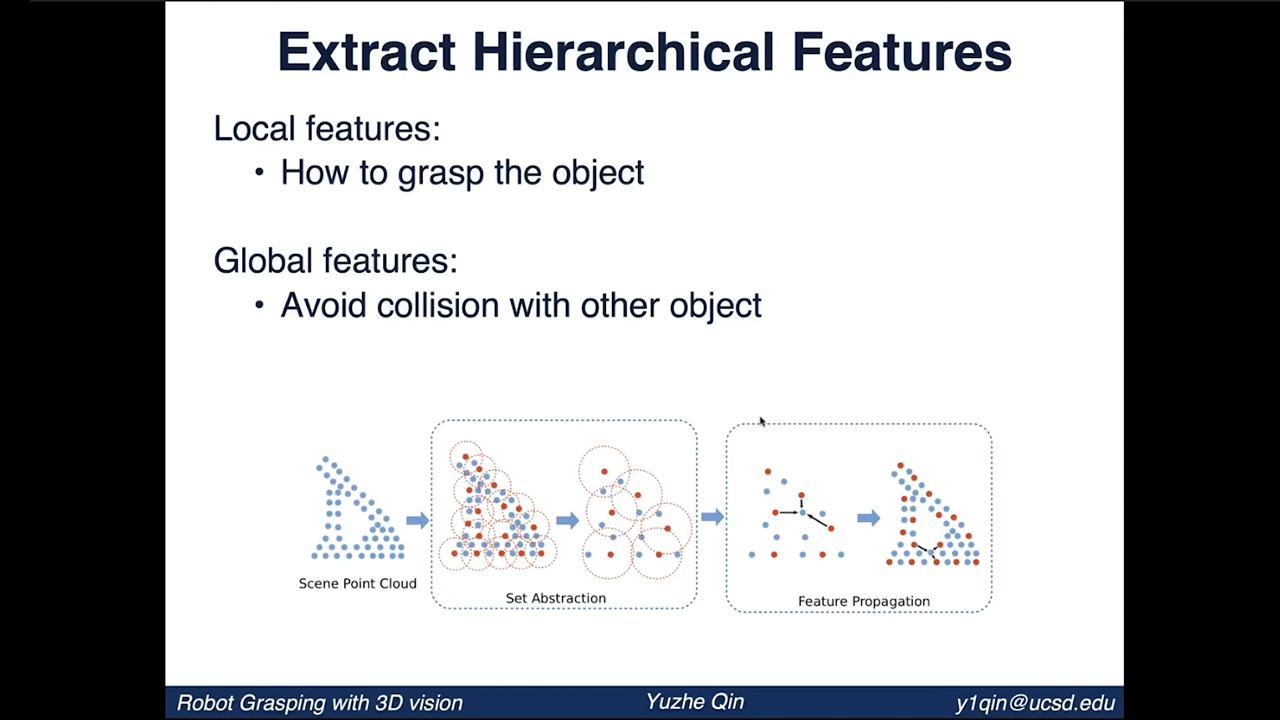 Extract Hierarchical Features
Local features:
• How to grasp the object
Global features:
• Avoid collision with other object
Scene Point Cloud
Set Abstraction
Feature Propagation
Robot Grasping with 3D vision
Yuzhe Qin
y1qin@ucsd.edu